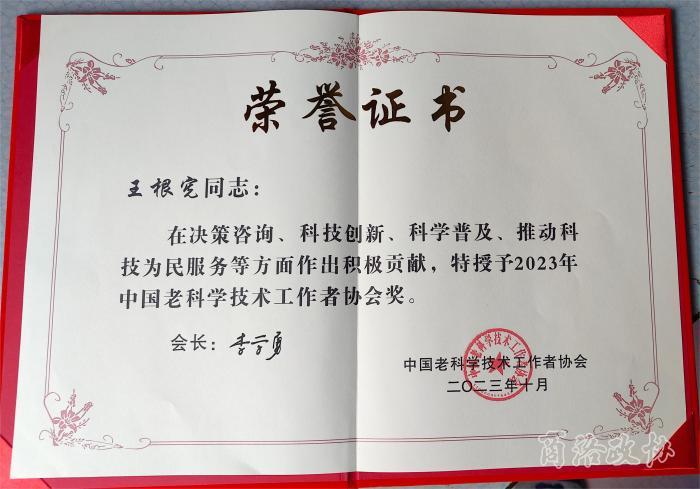 荣誉证书
王根宪同志：
在决策咨询、科技创新、科学普及、推动科
技为民服务等方面作出积极贡献，特授予2023年
中国老科学技术工作者协会奖。
会长：李学勇
中国老科学技术工作者协会
二〇二三年十月
商洛政协